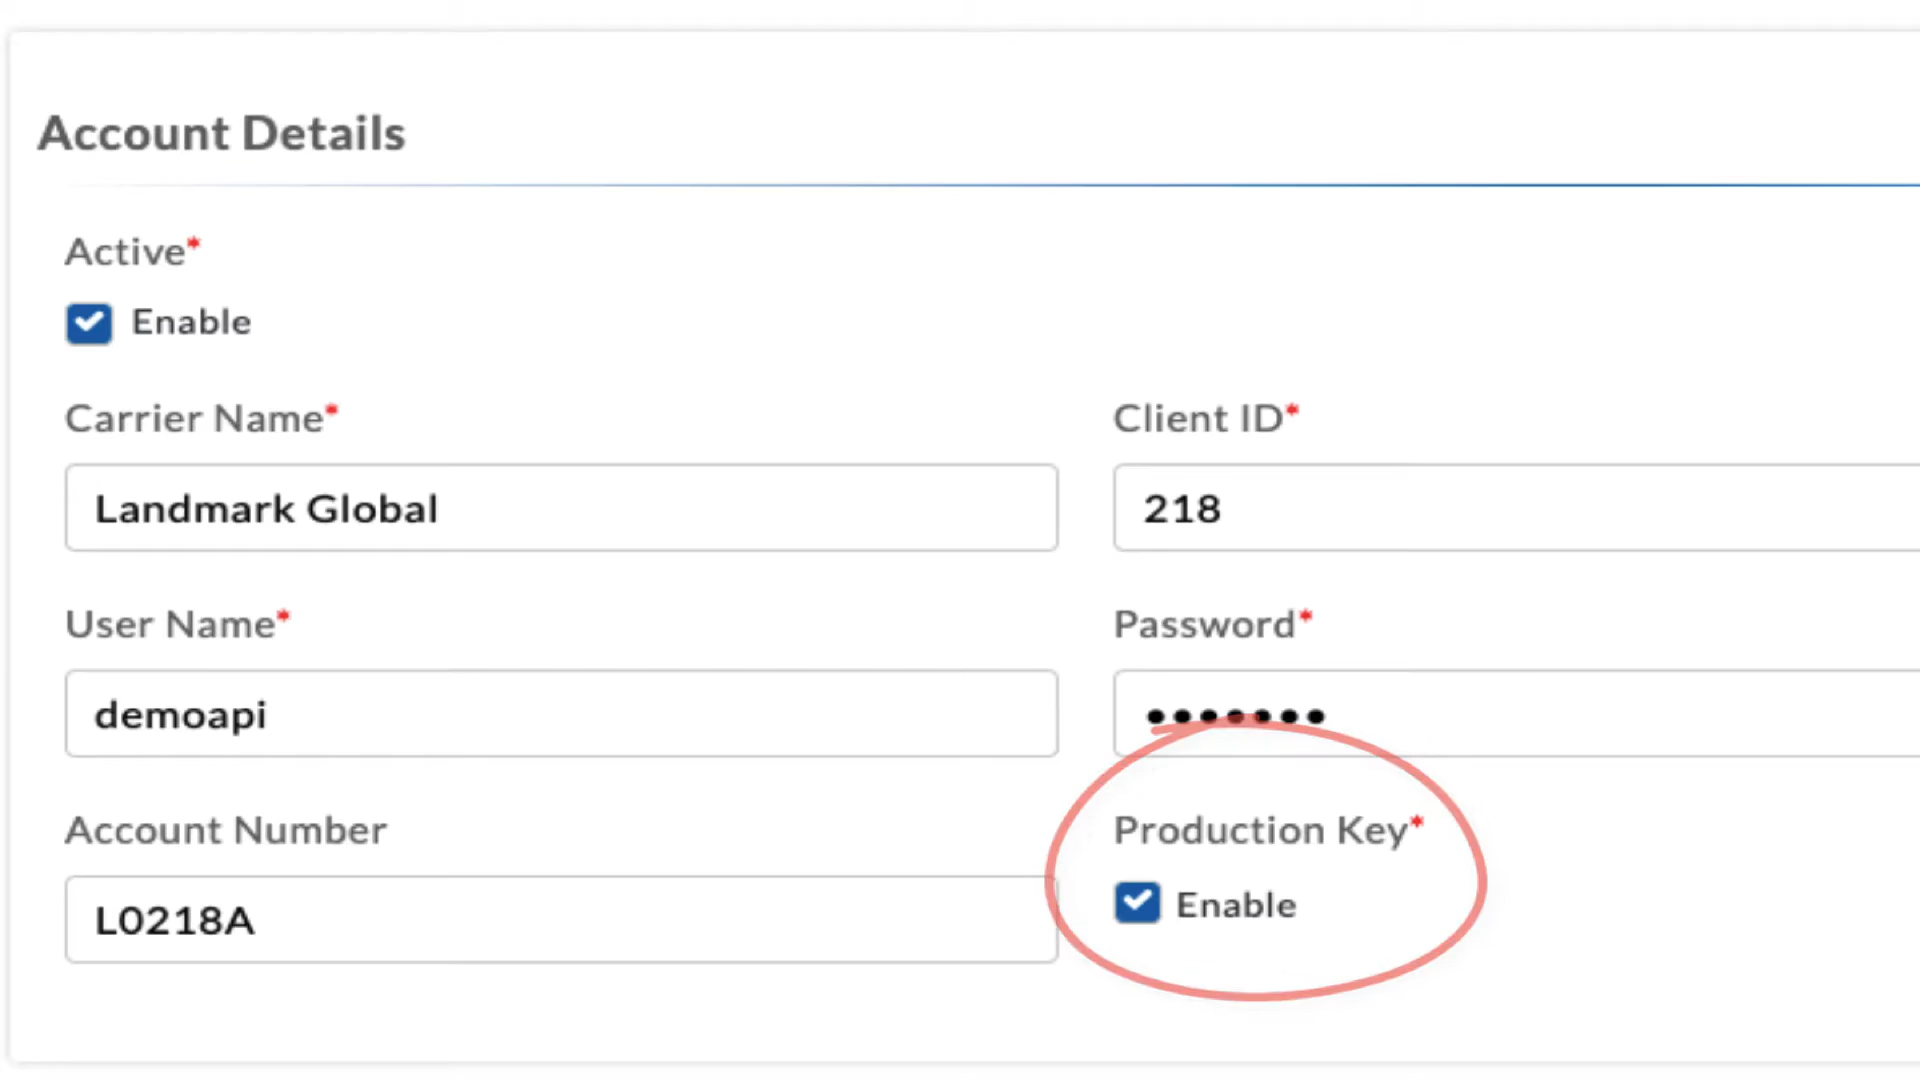 Account Details
Active*
Enable
Carrier Name*
Client ID*
Landmark Global
218
User Name*
Password*
demoapi
•••••••
Account Number
Production Key*
L0218A
Enable